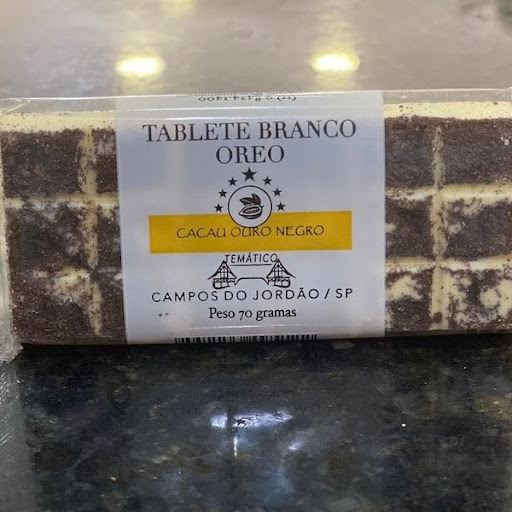 TABLETE BRANCO
OREO
CACAU OURO NEGRO
TEMÁTICO
CAMPOS DO JORDÃO / SP
Peso 70 gramas